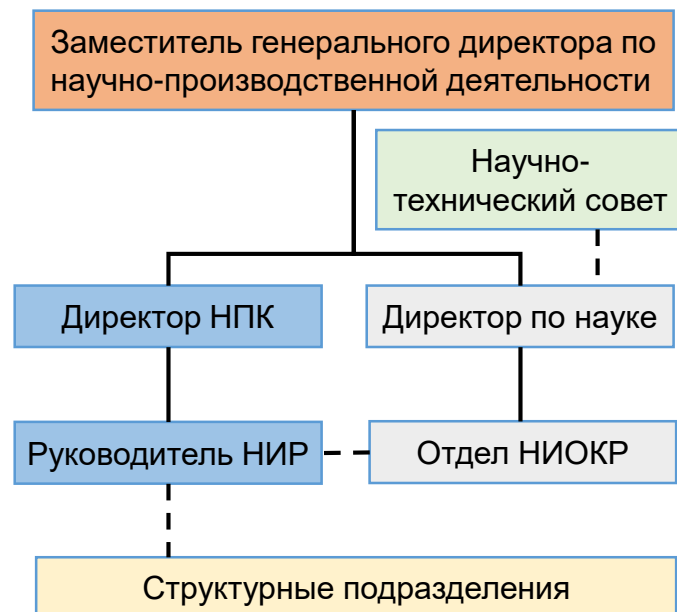 Заместитель генерального директора по
научно-производственной деятельности
Научно-
технический совет
Директор НПК
Директор по науке
Руководитель НИР
Отдел НИОКР
Структурные подразделения